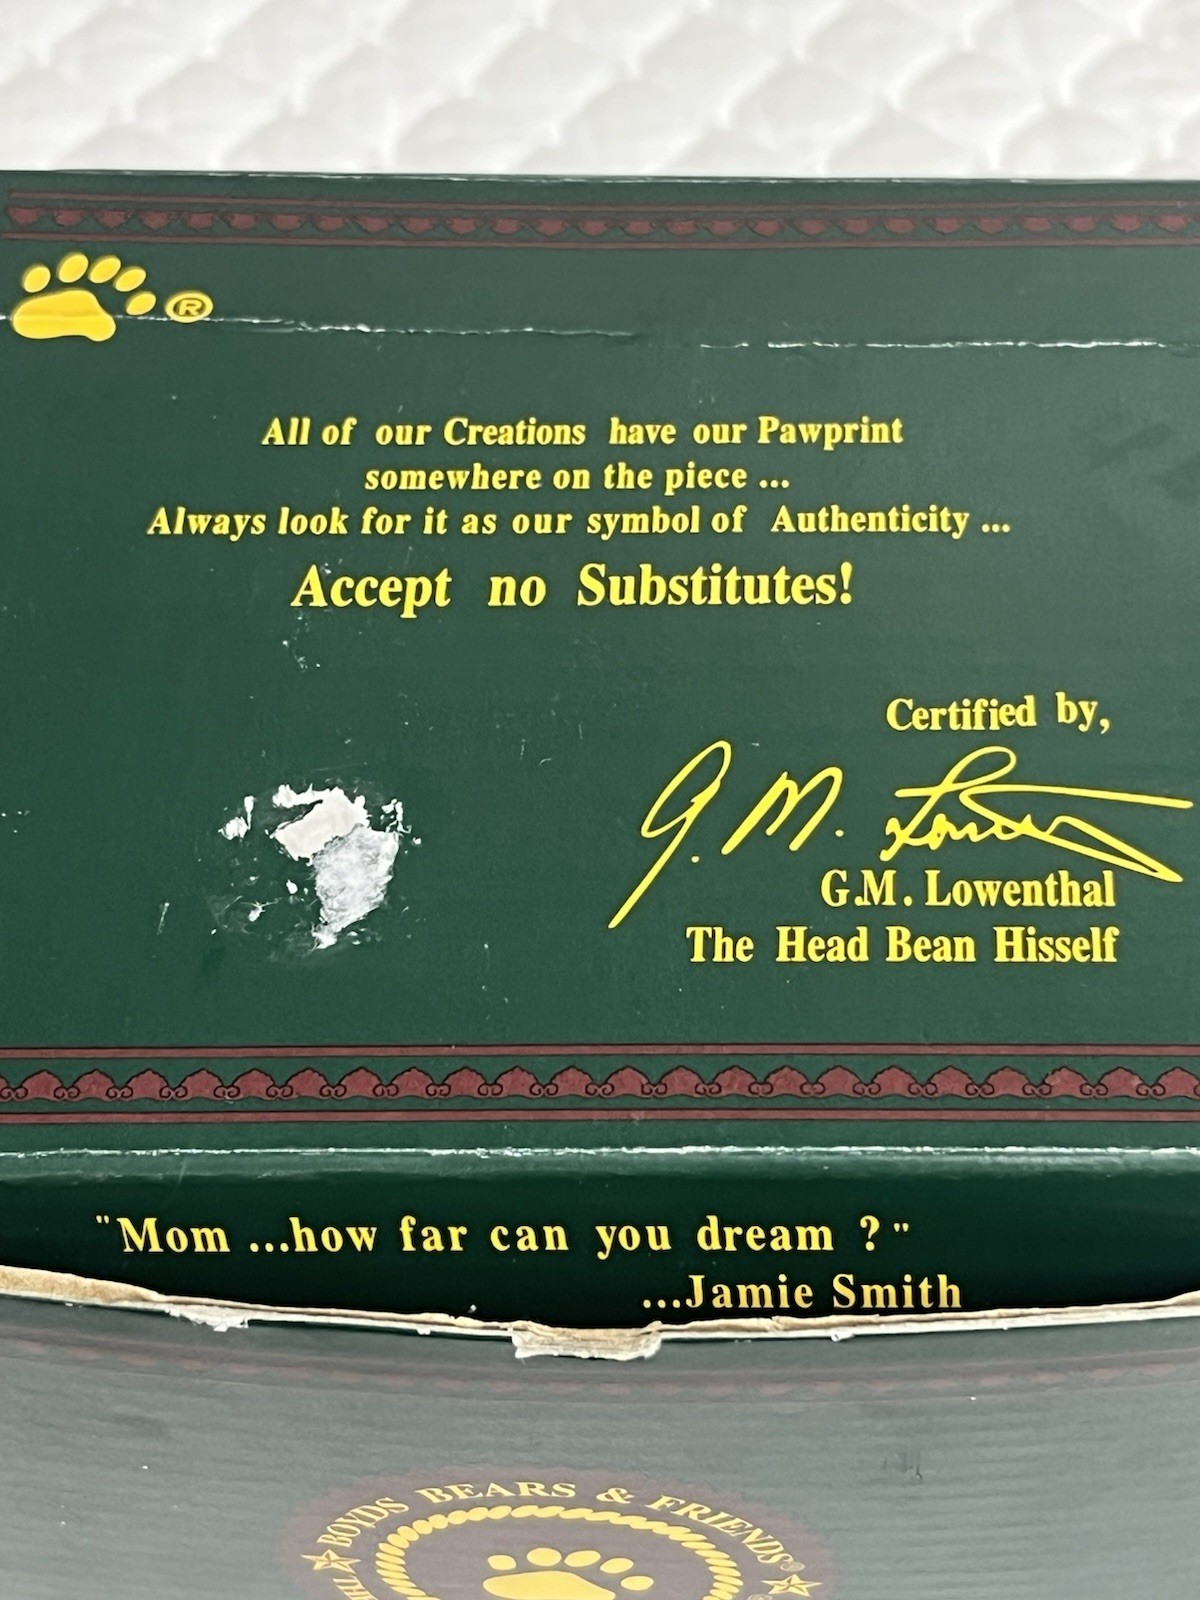 ®
All of our Creations have our Pawprint
somewhere on the piece ...
Always look for it as our symbol of Authenticity ...
Accept no Substitutes!
Certified by,
G. M. Lowenthal
G.M. Lowenthal
The Head Bean Hisself
"Mom ...how far can you dream ?"
...Jamie Smith
BOYDS BEARS & FRIENDS®
THE